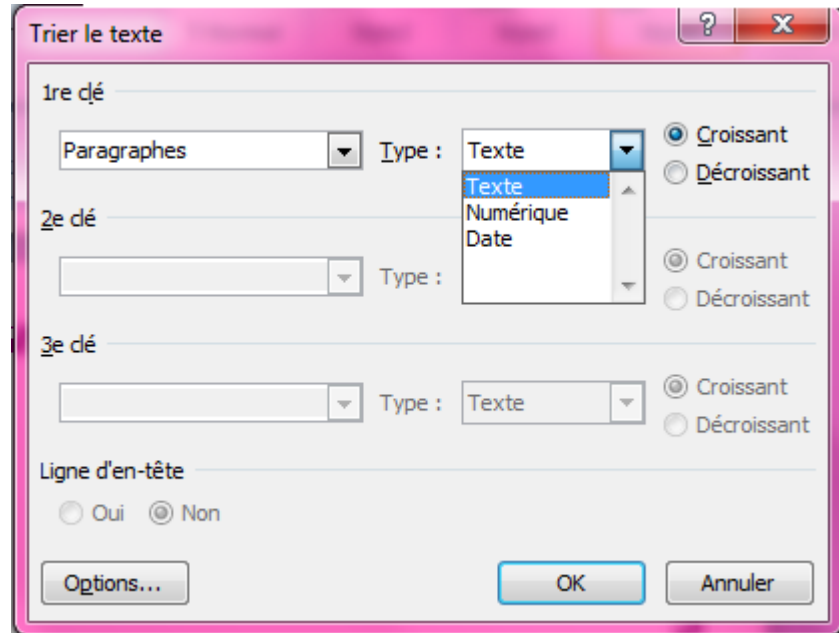 Trier le texte
1re clé
Paragraphes Type : Texte Croissant
Décroissant
Texte
Numérique
Date
2e clé
Type : Croissant
Décroissant
3e clé
Type : Texte Croissant
Décroissant
Ligne d'en-tête
Oui Non
Options... OK Annuler